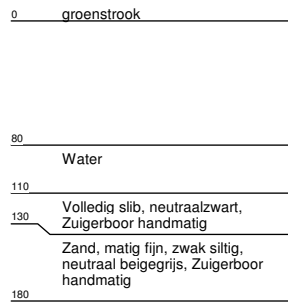 0 groenstrook
80
Water
110
Volledig slib, neutraalzwart,
130 Zuigerboor handmatig
Zand, matig fijn, zwak siltig,
neutraal beigegrijs, Zuigerboor
handmatig
180